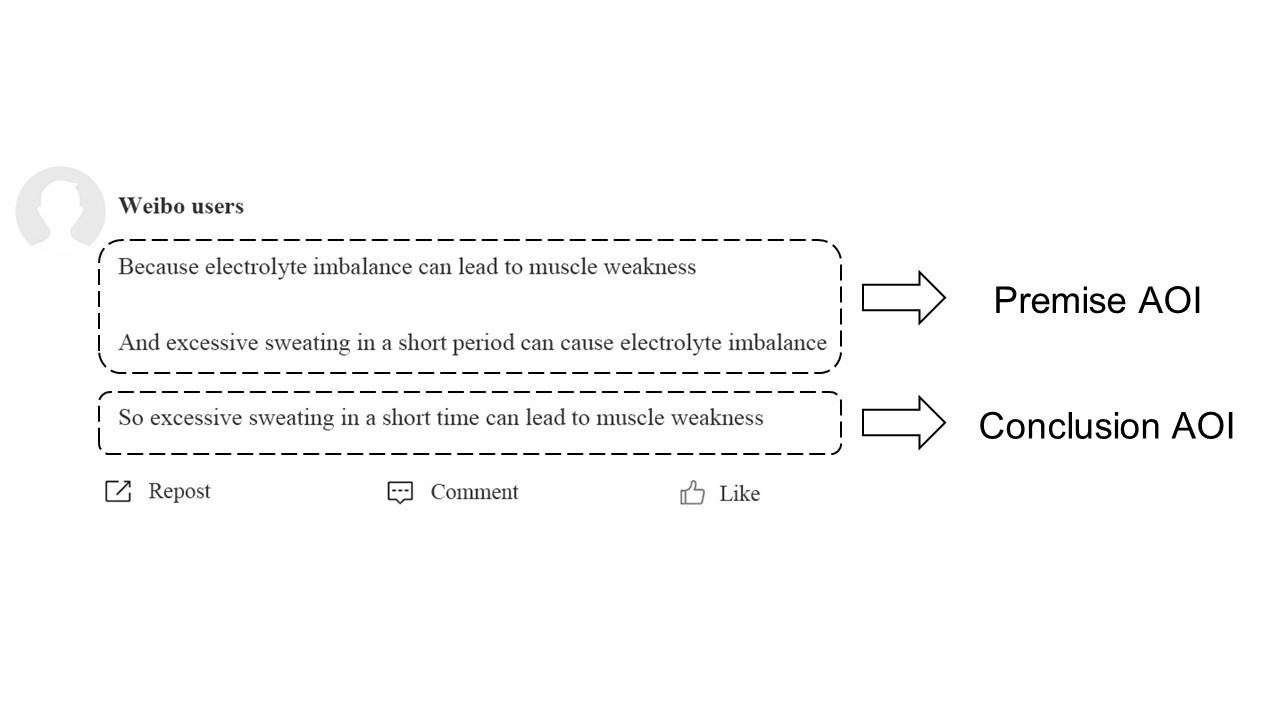 Weibo users
Because electrolyte imbalance can lead to muscle weakness
And excessive sweating in a short period can cause electrolyte imbalance
Premise AOI
So excessive sweating in a short time can lead to muscle weakness
Conclusion AOI
Repost Comment Like